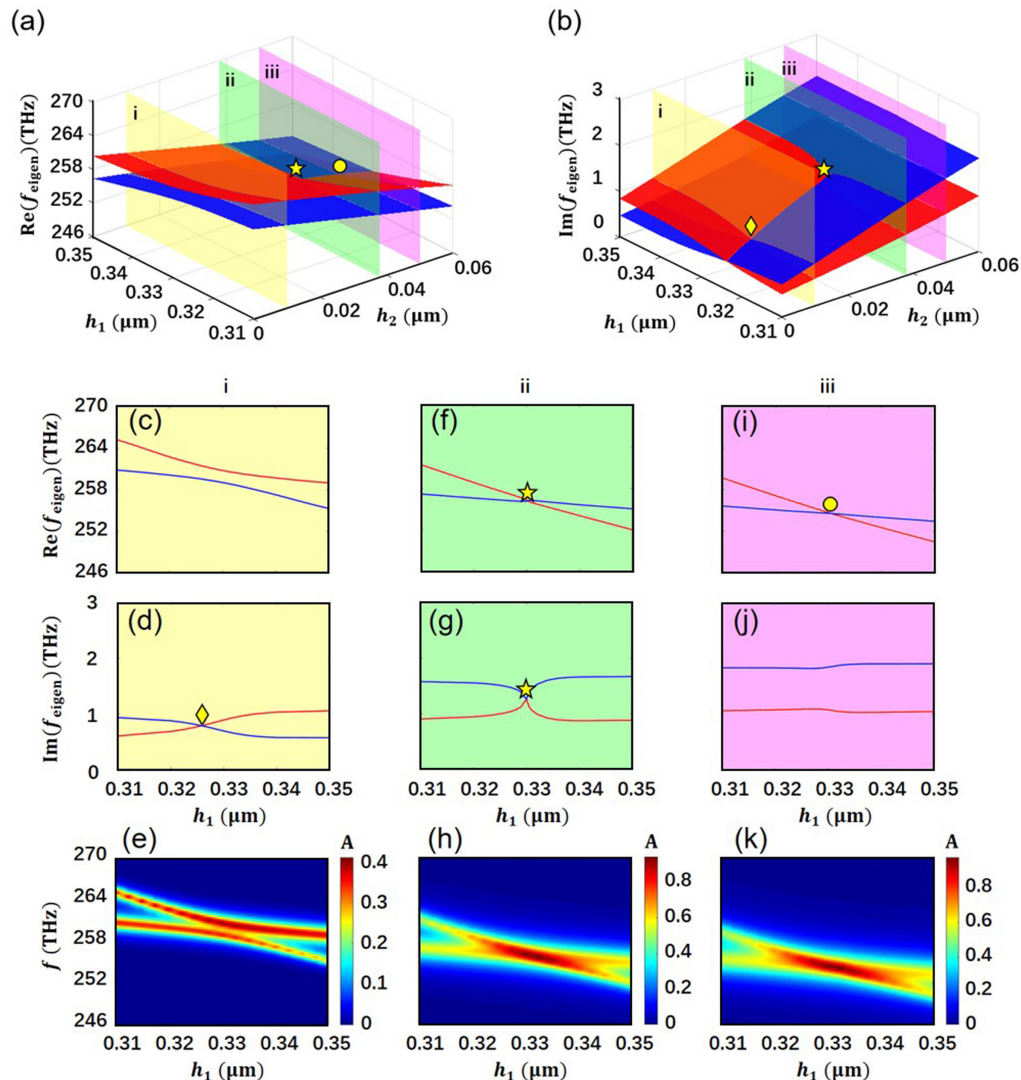 (a)
Re(f_eigen)(THz)
270
264
258
252
246
0.35
0.34
0.33
0.32
0.31
h₁ (μm)
0
0.02
0.04
0.06
h₂ (μm)
i
ii
iii
(b)
Im(f_eigen)(THz)
3
2
1
0
0.35
0.34
0.33
0.32
0.31
h₁ (μm)
0
0.02
0.04
0.06
h₂ (μm)
i
ii
iii
i
ii
iii
Re(f_eigen)(THz)
270
264
258
252
246
(c)
(f)
(i)
Im(f_eigen)(THz)
3
2
1
0
(d)
(g)
(j)
0.31 0.32 0.33 0.34 0.35
h₁ (μm)
0.31 0.32 0.33 0.34 0.35
h₁ (μm)
0.31 0.32 0.33 0.34 0.35
h₁ (μm)
(e)
A
f (THz)
270
264
258
252
246
0.4
0.3
0.2
0.1
0
0.31 0.32 0.33 0.34 0.35
h₁ (μm)
(h)
A
0.8
0.6
0.4
0.2
0
0.31 0.32 0.33 0.34 0.35
h₁ (μm)
(k)
A
0.8
0.6
0.4
0.2
0
0.31 0.32 0.33 0.34 0.35
h₁ (μm)